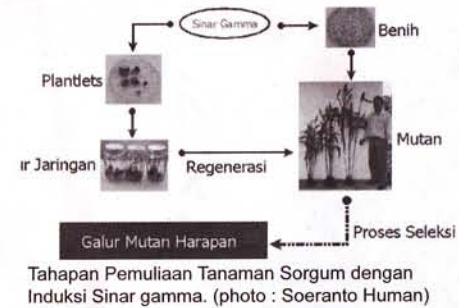 Sinar Gamma
Benih
Plantlets
Mutan
ır Jaringan
Regenerasi
Proses Seleksi
Galur Mutan Harapan
Tahapan Pemuliaan Tanaman Sorgum dengan
Induksi Sinar gamma. (photo : Soeranto Human)